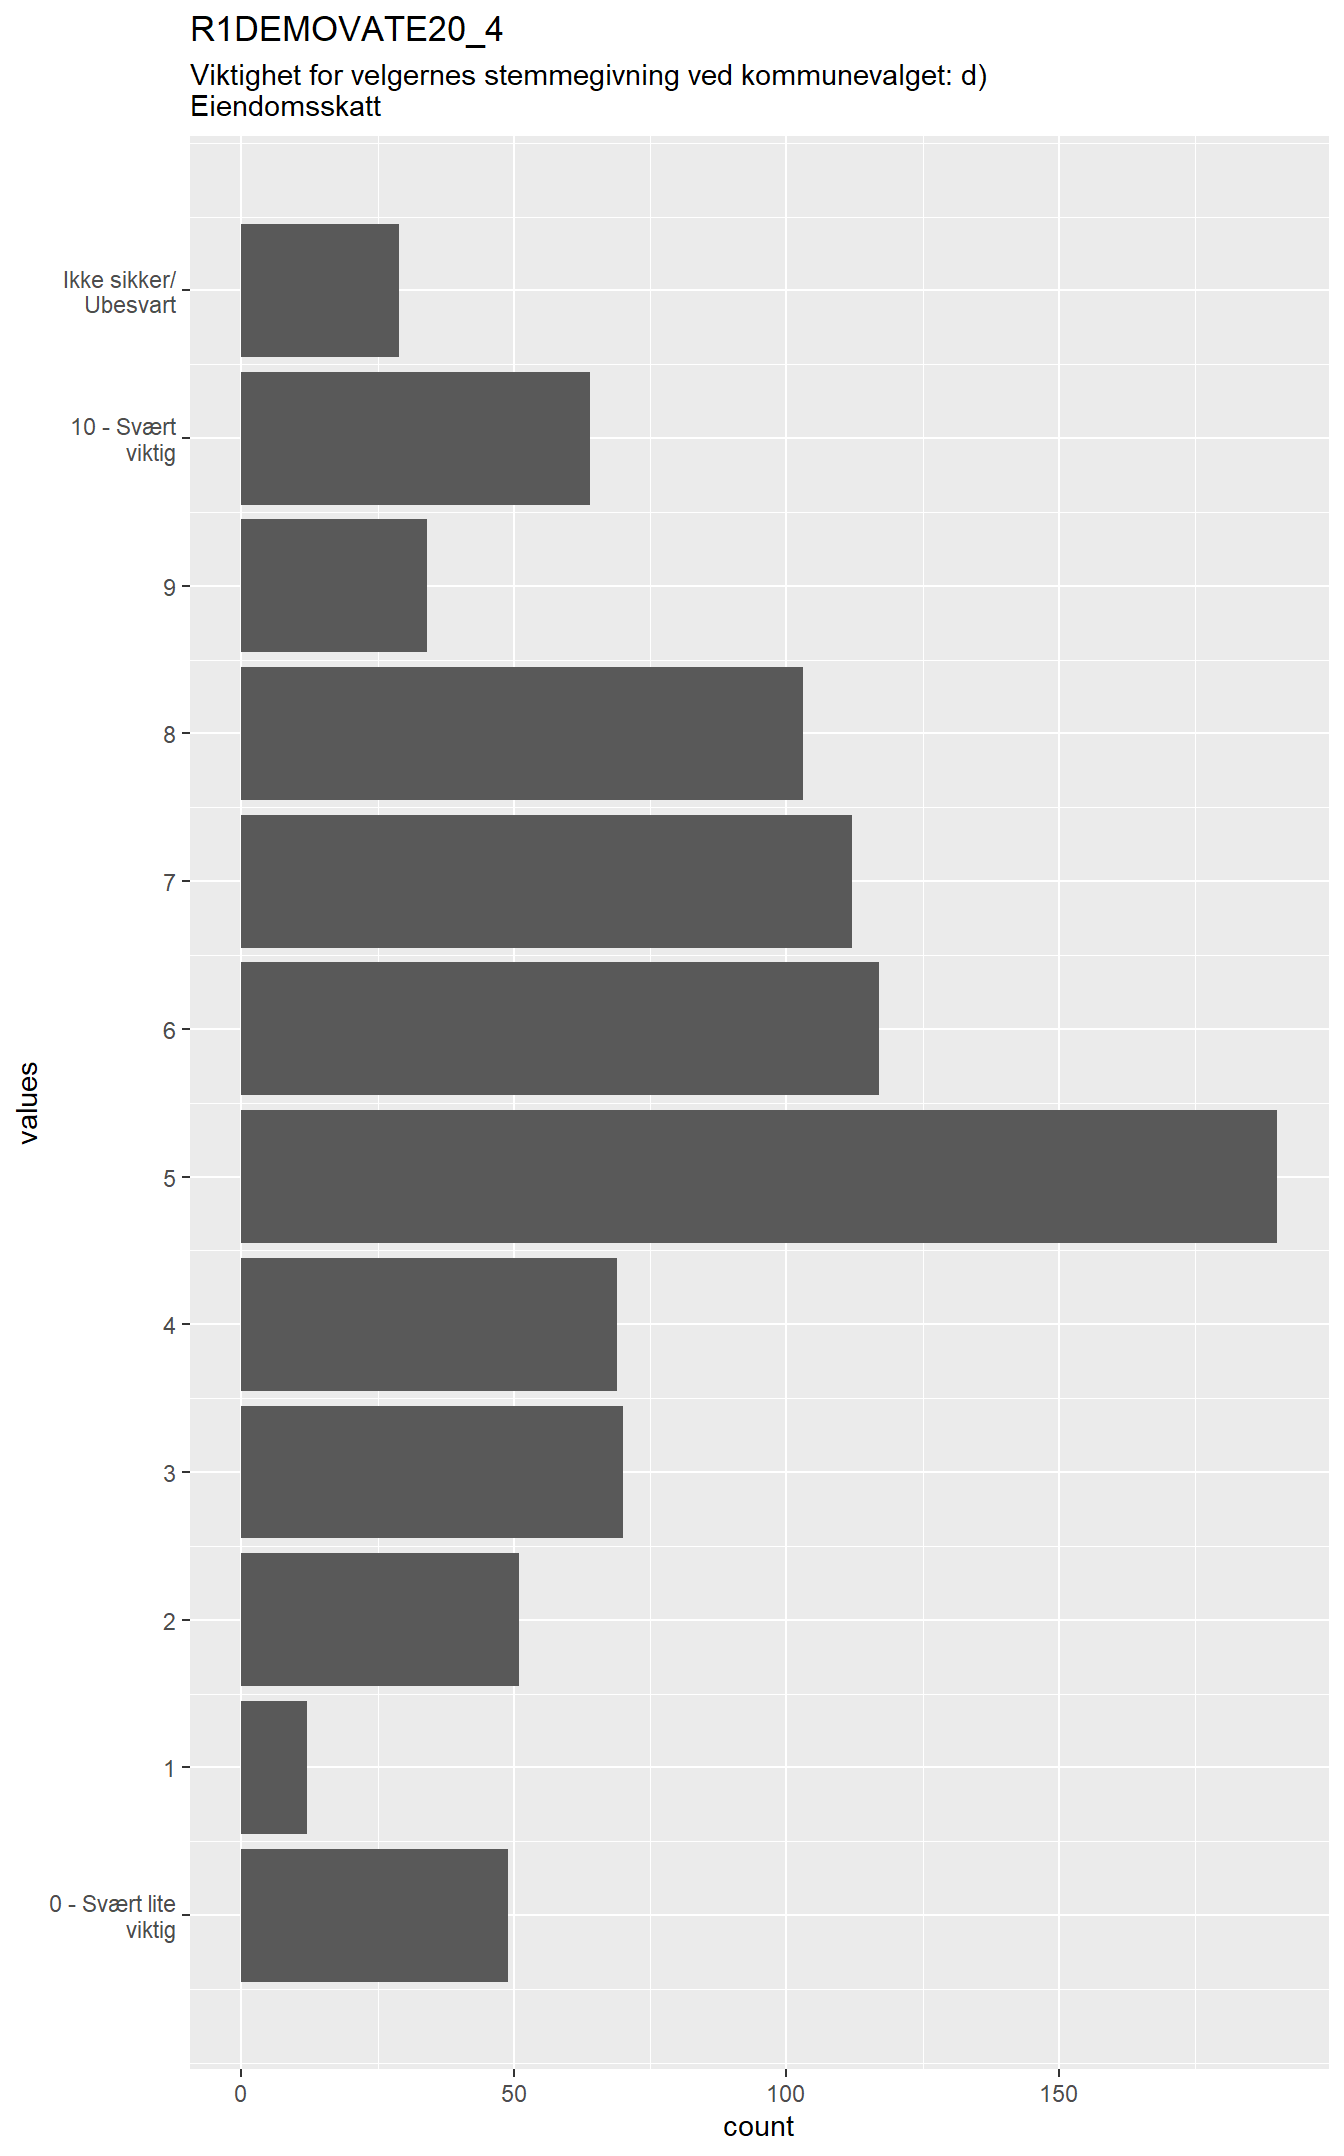 R1DEMOVATE20_4
Viktighet for velgernes stemmegivning ved kommunevalget: d)
Eiendomsskatt
Ikke sikker/
Ubesvart
10 - Svært
viktig
9
8
7
6
5
4
3
2
1
0 - Svært lite
viktig
values
0
50
100
150
count